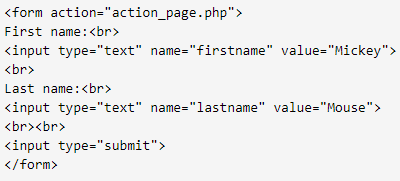 <form action="action_page.php">
First name:<br>
<input type="text" name="firstname" value="Mickey">
<br>
Last name:<br>
<input type="text" name="lastname" value="Mouse">
<br><br>
<input type="submit">
</form>